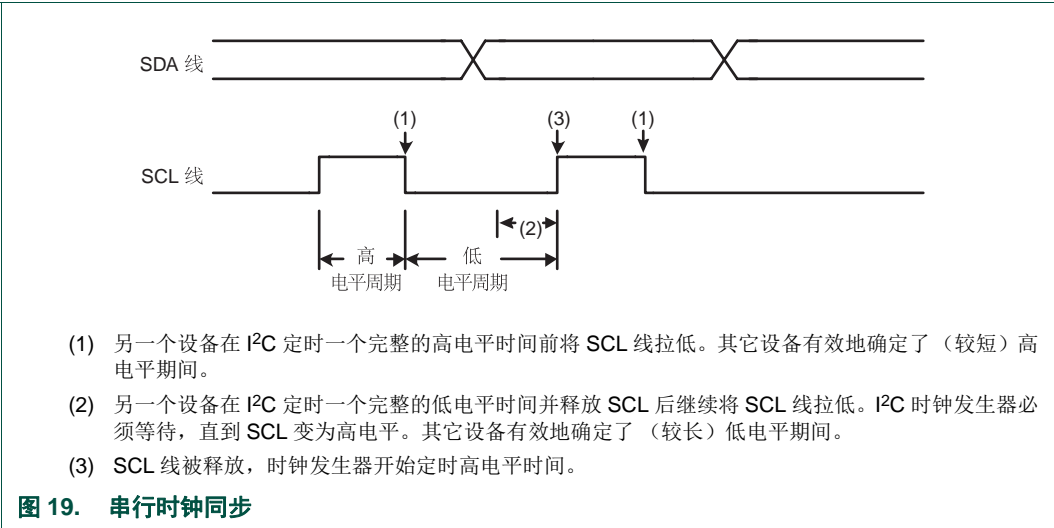 SDA 线
(1)
(3)
(1)
SCL 线
(2)
高
低
电平周期
电平周期
(1) 另一个设备在 I²C 定时一个完整的高电平时间前将 SCL 线拉低。其它设备有效地确定了 （较短）高
电平期间。
(2) 另一个设备在 I²C 定时一个完整的低电平时间并释放 SCL 后继续将 SCL 线拉低。I²C 时钟发生器必
须等待，直到 SCL 变为高电平。其它设备有效地确定了 （较长）低电平期间。
(3) SCL 线被释放，时钟发生器开始定时高电平时间。
图 19. 串行时钟同步